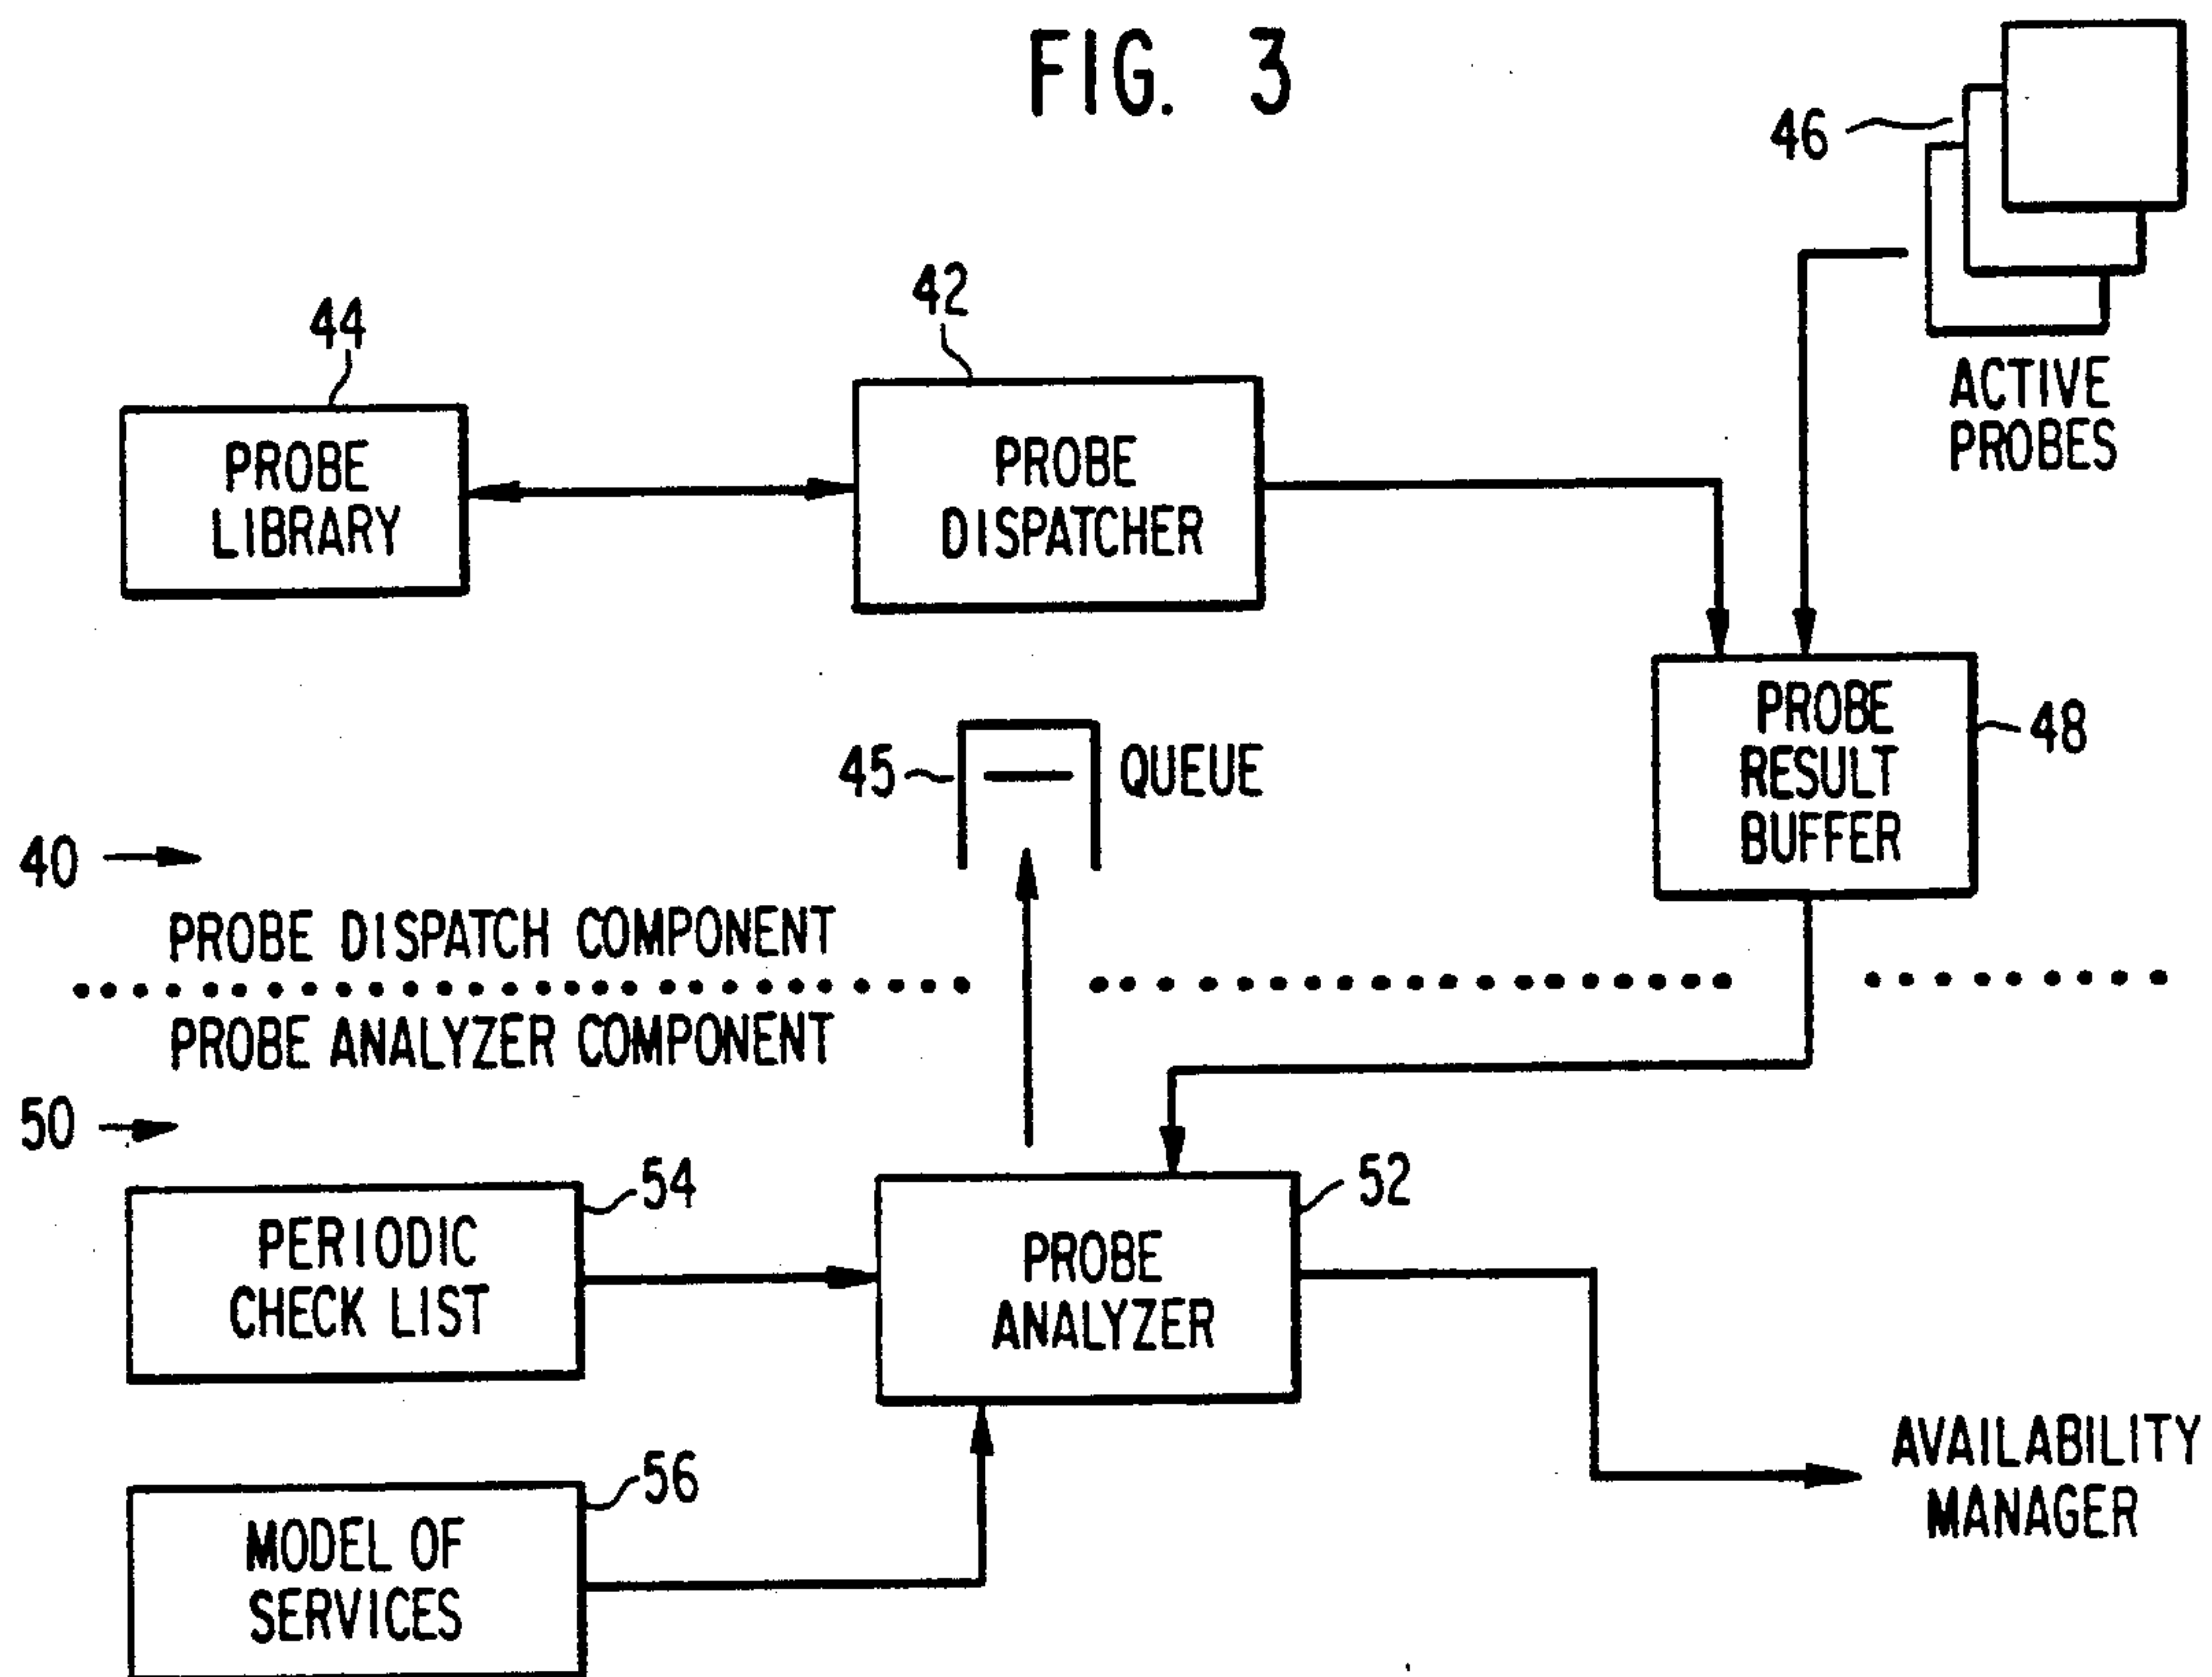 FIG. 3
46
ACTIVE
PROBES
44
42
PROBE
LIBRARY
PROBE
DISPATCHER
45
QUEUE
PROBE
RESULT
BUFFER
48
40
PROBE DISPATCH COMPONENT
PROBE ANALYZER COMPONENT
50
54
PERIODIC
CHECK LIST
52
PROBE
ANALYZER
56
MODEL OF
SERVICES
AVAILABILITY
MANAGER